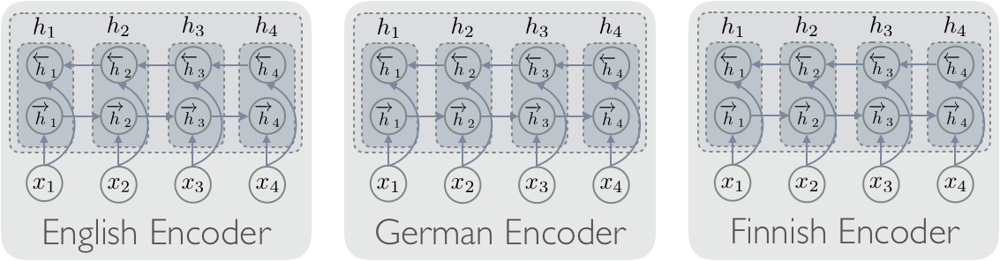 h₁ h₂ h₃ h₄
←h₁ ←h₂ ←h₃ ←h₄
→h₁ →h₂ →h₃ →h₄
x₁ x₂ x₃ x₄
English Encoder
h₁ h₂ h₃ h₄
←h₁ ←h₂ ←h₃ ←h₄
→h₁ →h₂ →h₃ →h₄
x₁ x₂ x₃ x₄
German Encoder
h₁ h₂ h₃ h₄
←h₁ ←h₂ ←h₃ ←h₄
→h₁ →h₂ →h₃ →h₄
x₁ x₂ x₃ x₄
Finnish Encoder